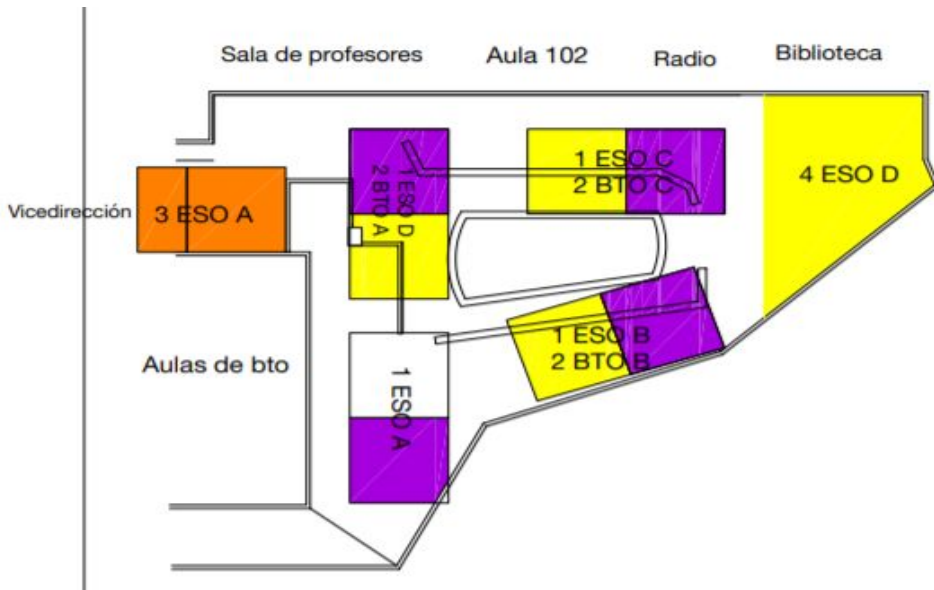 Sala de profesores
Aula 102
Radio
Biblioteca
1 ESO D
2 BTO A
1 ESO C
2 BTO C
4 ESO D
Vicedirección
3 ESO A
1 ESO B
2 BTO B
Aulas de bto
1 ESO A